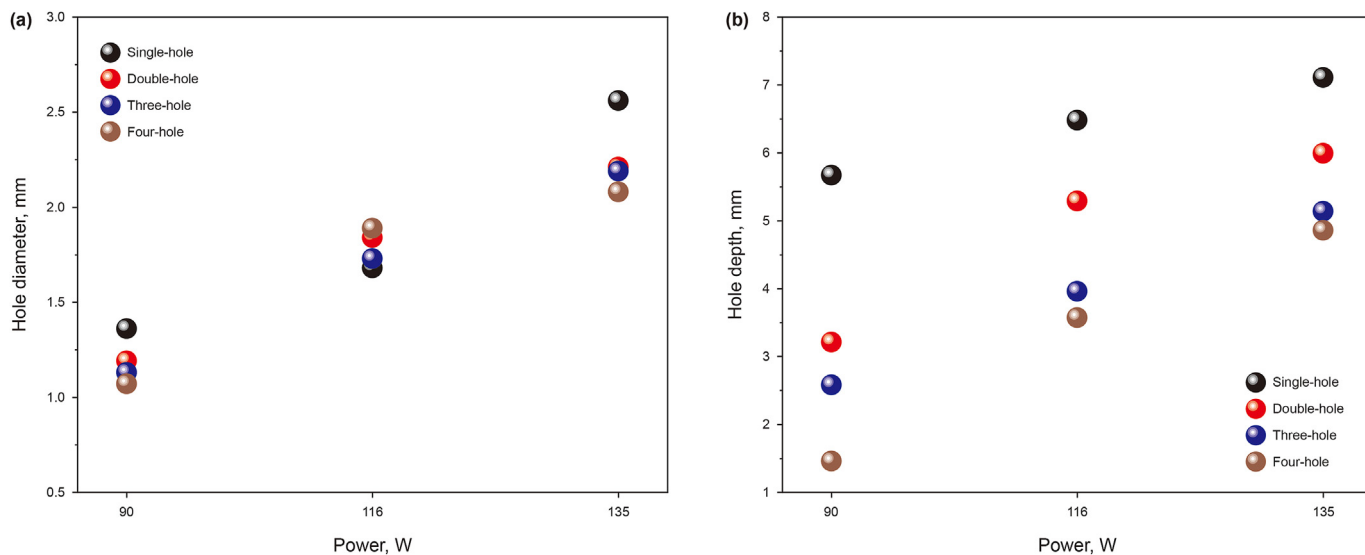 (a)
3.0
2.5
2.0
1.5
1.0
0.5
Hole diameter, mm
Single-hole
Double-hole
Three-hole
Four-hole
90
116
135
Power, W
(b)
8
7
6
5
4
3
2
1
Hole depth, mm
Single-hole
Double-hole
Three-hole
Four-hole
90
116
135
Power, W